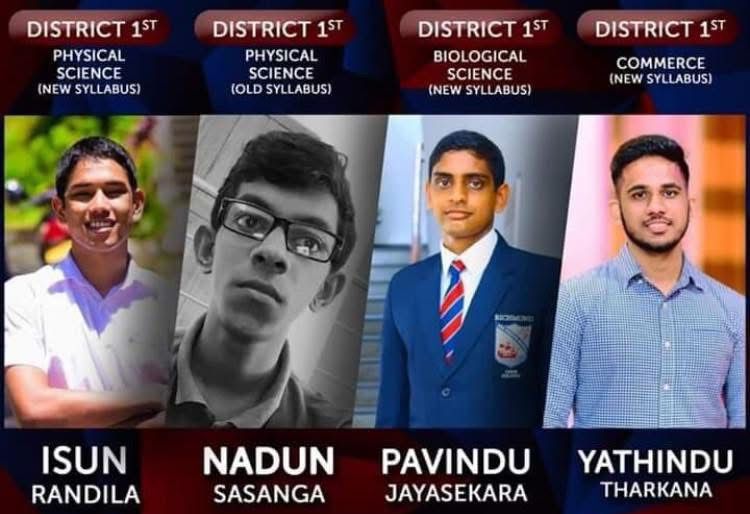 DISTRICT 1ST
PHYSICAL
SCIENCE
(NEW SYLLABUS)
DISTRICT 1ST
PHYSICAL
SCIENCE
(OLD SYLLABUS)
DISTRICT 1ST
BIOLOGICAL
SCIENCE
(NEW SYLLABUS)
DISTRICT 1ST
COMMERCE
(NEW SYLLABUS)
RICHMOND
ISUN
RANDILA
NADUN
SASANGA
PAVINDU
JAYASEKARA
YATHINDU
THARKANA